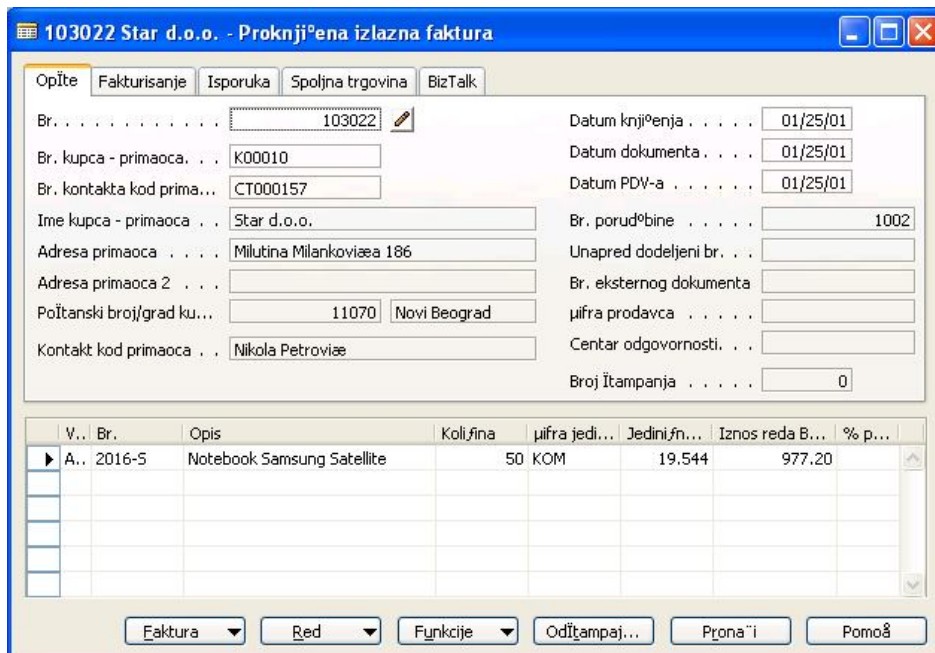 103022 Star d.o.o. - Proknjiºena izlazna faktura
OpÏte Fakturisanje Isporuka Spoljna trgovina BizTalk
Br. . . . . . . . . . . . . 103022 Datum knjiºenja . . . . . 01/25/01
Br. kupca - primaoca. . . K00010 Datum dokumenta. . . . 01/25/01
Br. kontakta kod prima... CT000157 Datum PDV-a . . . . . . 01/25/01
Ime kupca - primaoca . . Star d.o.o. Br. porudºbine . . . . . 1002
Adresa primaoca . . . . Milutina Milankoviæa 186 Unapred dodeljeni br. . .
Adresa primaoca 2 . . . Br. eksternog dokumenta
PoÏtanski broj/grad ku... 11070 Novi Beograd µifra prodavca . . . . .
Kontakt kod primaoca . . Nikola Petroviæ Centar odgovornosti. . .
Broj Ïtampanja . . . . . 0
V.. Br. Opis Koliƒina µifra jedi... Jediniƒn... Iznos reda B... % p...
A.. 2016-S Notebook Samsung Satellite 50 KOM 19.544 977.20
Faktura Red Funkcije OdÏtampaj... Prona¨i Pomoå